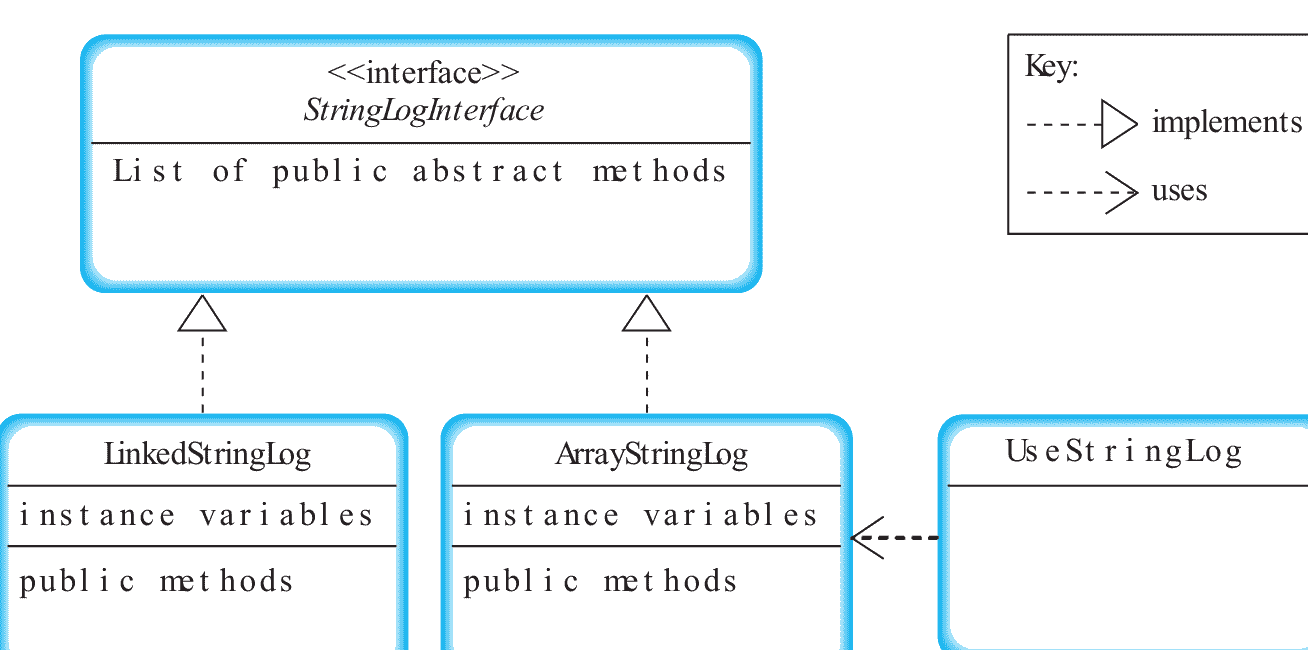 <<interface>>
StringLogInterface
List of public abstract methods
Key:
implements
uses
LinkedStringLog
instance variables
public methods
ArrayStringLog
instance variables
public methods
UseStringLog